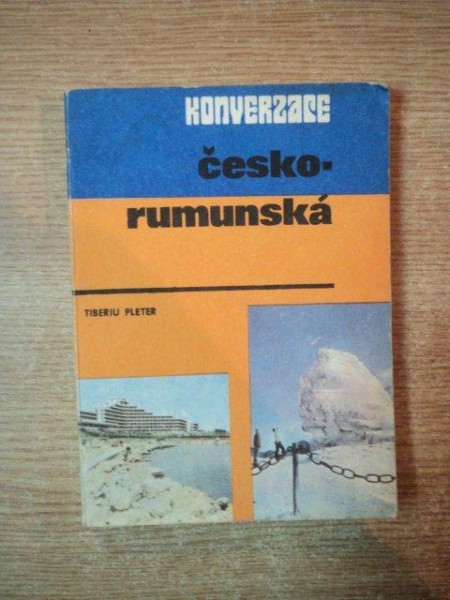 KONVERZACE
česko-
rumunská
TIBERIU PLETER